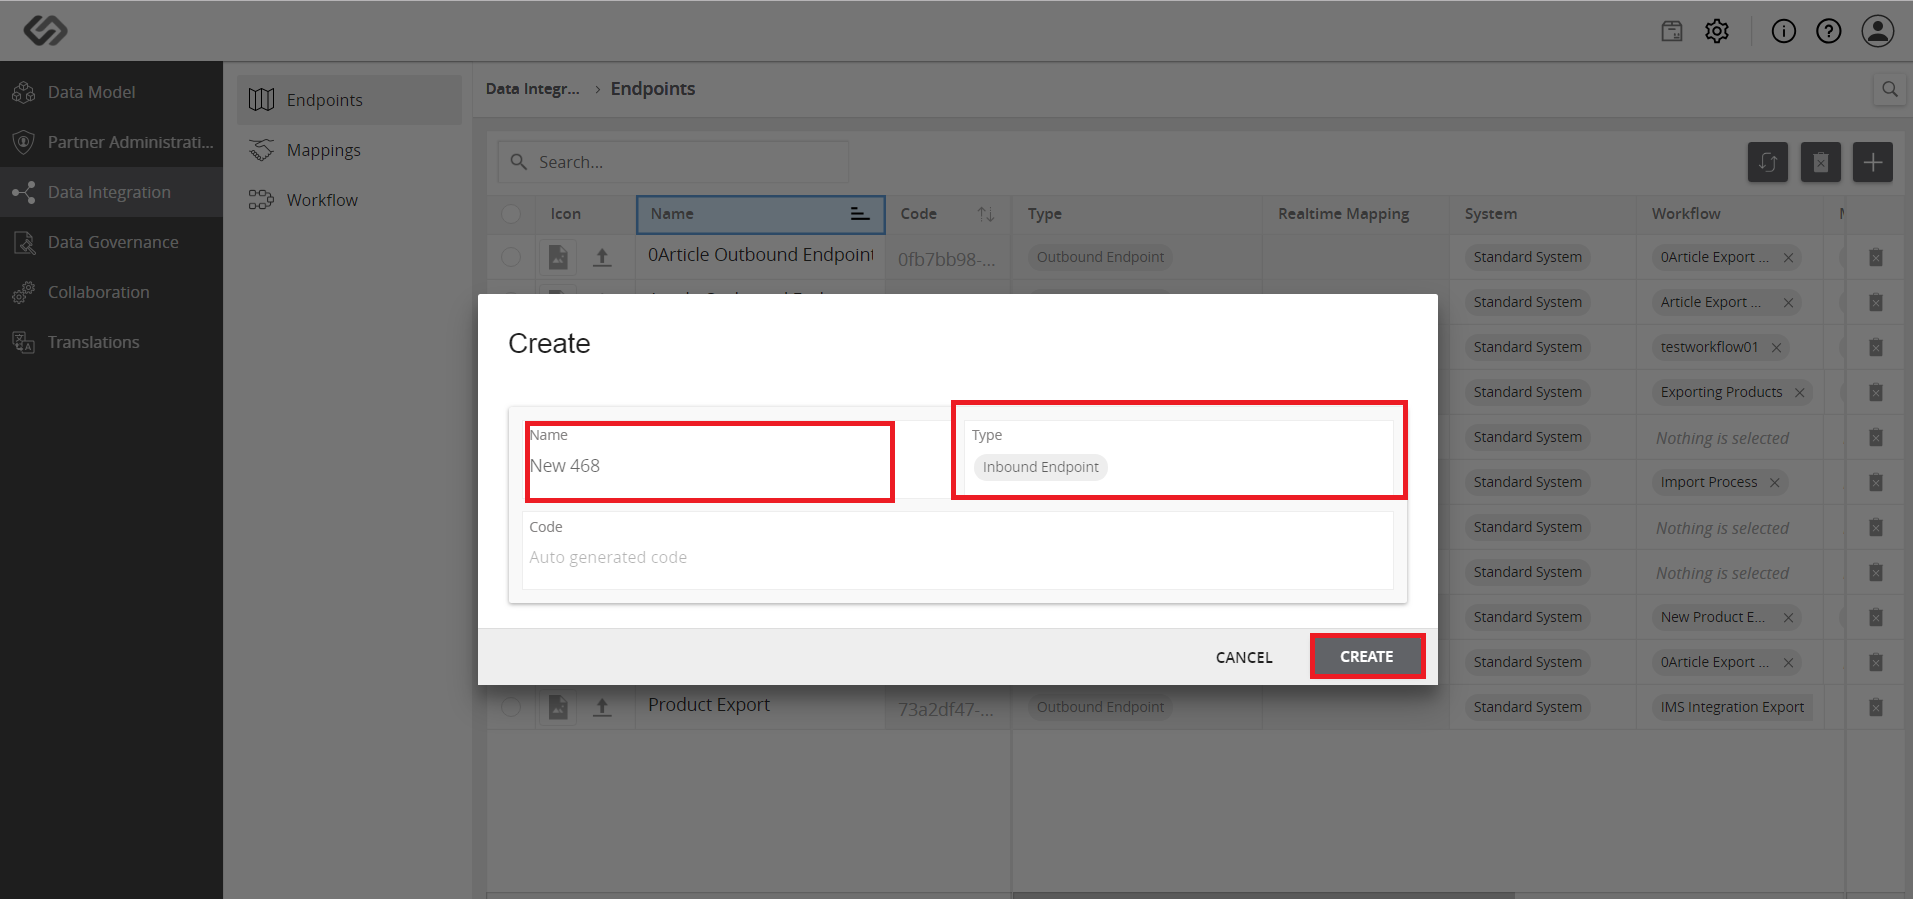 Data Model
Partner Administrati...
Data Integration
Data Governance
Collaboration
Translations
Endpoints
Mappings
Workflow
Data Integr... › Endpoints
Search...
Icon Name Code Type Realtime Mapping System Workflow
0Article Outbound Endpoint 0fb7bb98-... Outbound Endpoint Standard System 0Article Export ...
Standard System Article Export ...
Standard System testworkflow01
Standard System Exporting Products
Standard System Nothing is selected
Standard System Import Process
Standard System Nothing is selected
Standard System Nothing is selected
Standard System New Product E...
Standard System 0Article Export ...
Product Export 73a2df47-... Outbound Endpoint Standard System IMS Integration Export
Create
Name
New 468
Type
Inbound Endpoint
Code
Auto generated code
CANCEL CREATE